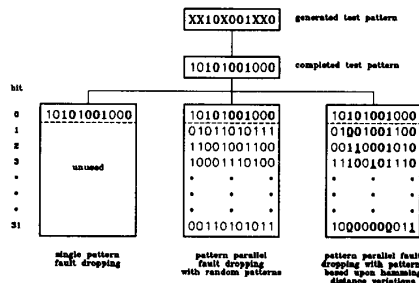 XX10X001XX0 generated test pattern
10101001000 completed test pattern
bit
0 10101001000 10101001000 10101001000
1 01011010111 01001001100
2 11001001100 00110001010
3 unused 10001110100 11100101110
31 00110101011
single pattern pattern parallel pattern parallel fault
fault dropping fault dropping dropping with pattern
with random patterns based upon hamming
distance variations